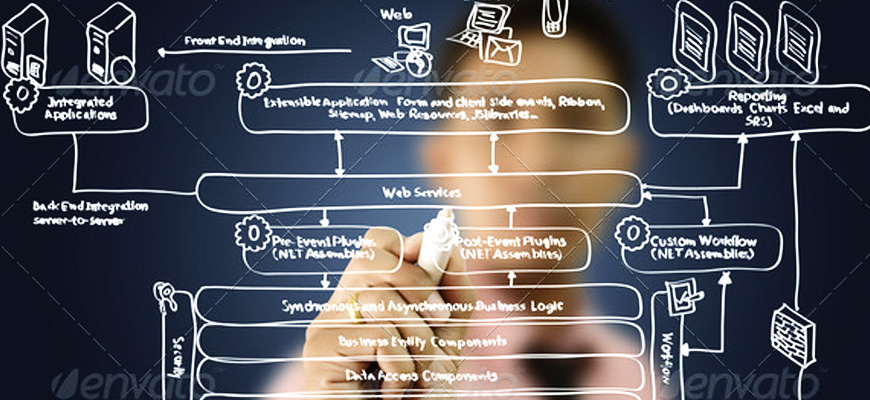 Web
Front End Integration
Integrated
Applications
Extensible Application Form and client side events, Ribbon,
Sitemap, Web Resources, JSlibraries...
Reporting
(Dashboards Charts Excel and
SRS)
Web Services
Back End Integration
server-to-server
Pre-Event Plugins
(NET Assemblies)
Post-Event Plugins
(NET Assemblies)
Custom Workflow
(NET Assemblies)
Synchronous and Asynchronous Business Logic
Security
Workflow
Business Entity Components
Data Access Components
envato
envato
envato
envato
envato